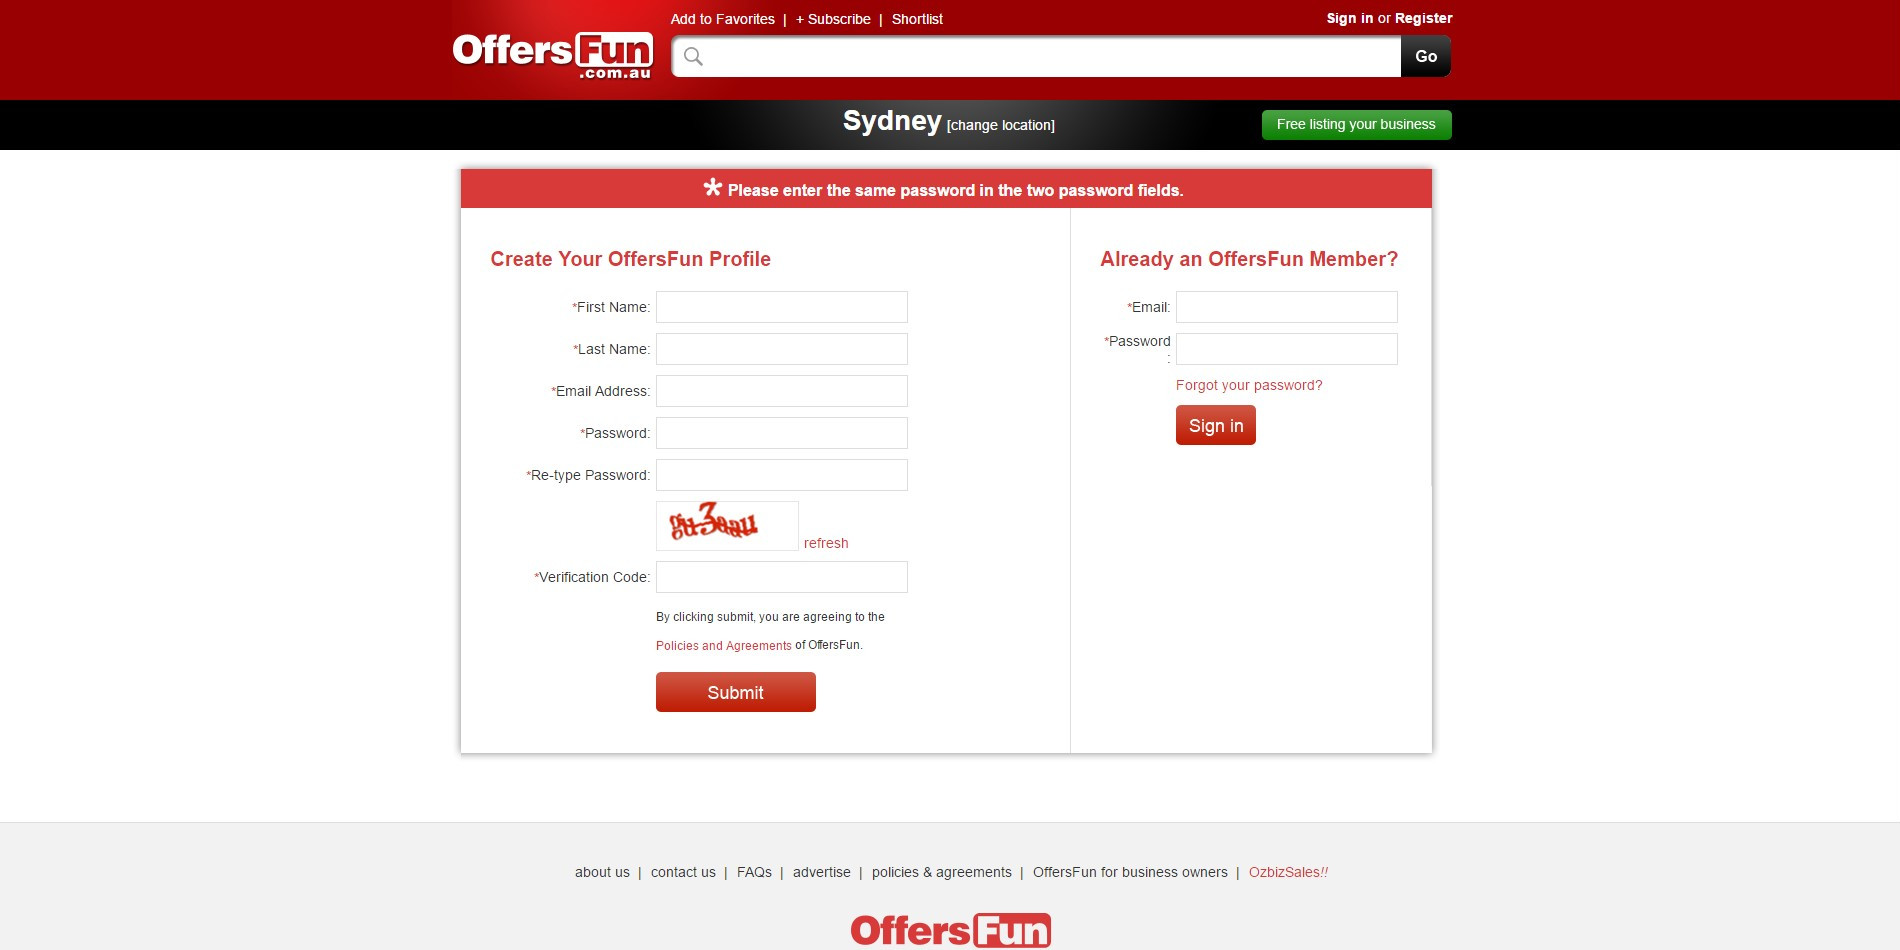 Add to Favorites | + Subscribe | Shortlist
Sign in or Register
OffersFun
.com.au
Go
Sydney [change location]
Free listing your business
* Please enter the same password in the two password fields.
Create Your OffersFun Profile
*First Name:
*Last Name:
*Email Address:
*Password:
*Re-type Password:
refresh
*Verification Code:
By clicking submit, you are agreeing to the
Policies and Agreements of OffersFun.
Submit
Already an OffersFun Member?
*Email:
*Password
:
Forgot your password?
Sign in
about us | contact us | FAQs | advertise | policies & agreements | OffersFun for business owners | OzbizSales!!
OffersFun